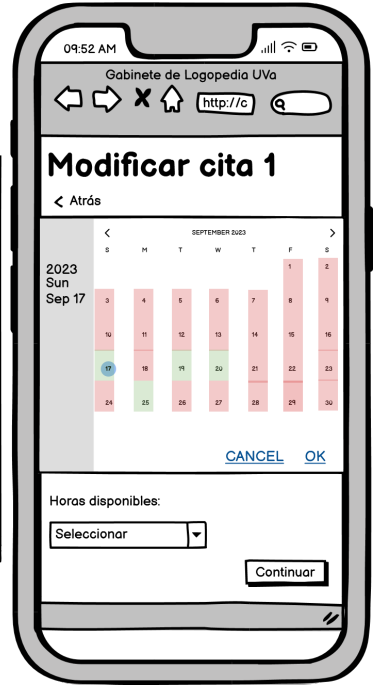 09:52 AM
Gabinete de Logopedia UVa
http://c
Modificar cita 1
Atrás
SEPTEMBER 2023
S M T W T F S
2023
Sun
Sep 17
1 2
3 4 5 6 7 8 9
10 11 12 13 14 15 16
17 18 19 20 21 22 23
24 25 26 27 28 29 30
CANCEL OK
Horas disponibles:
Seleccionar
Continuar